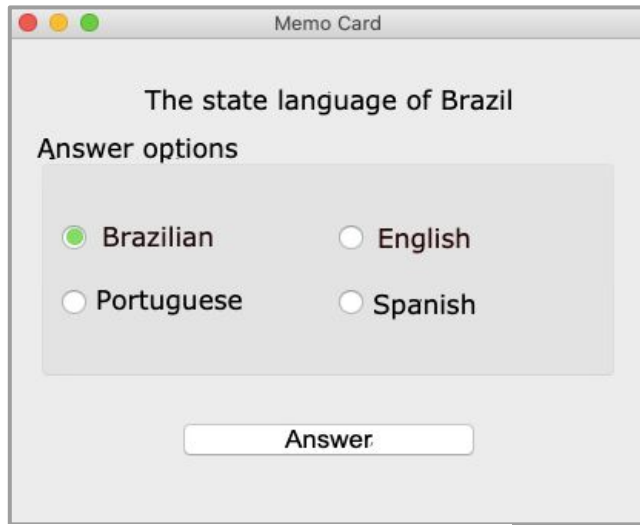 Memo Card
The state language of Brazil
Answer options
Brazilian
English
Portuguese
Spanish
Answer